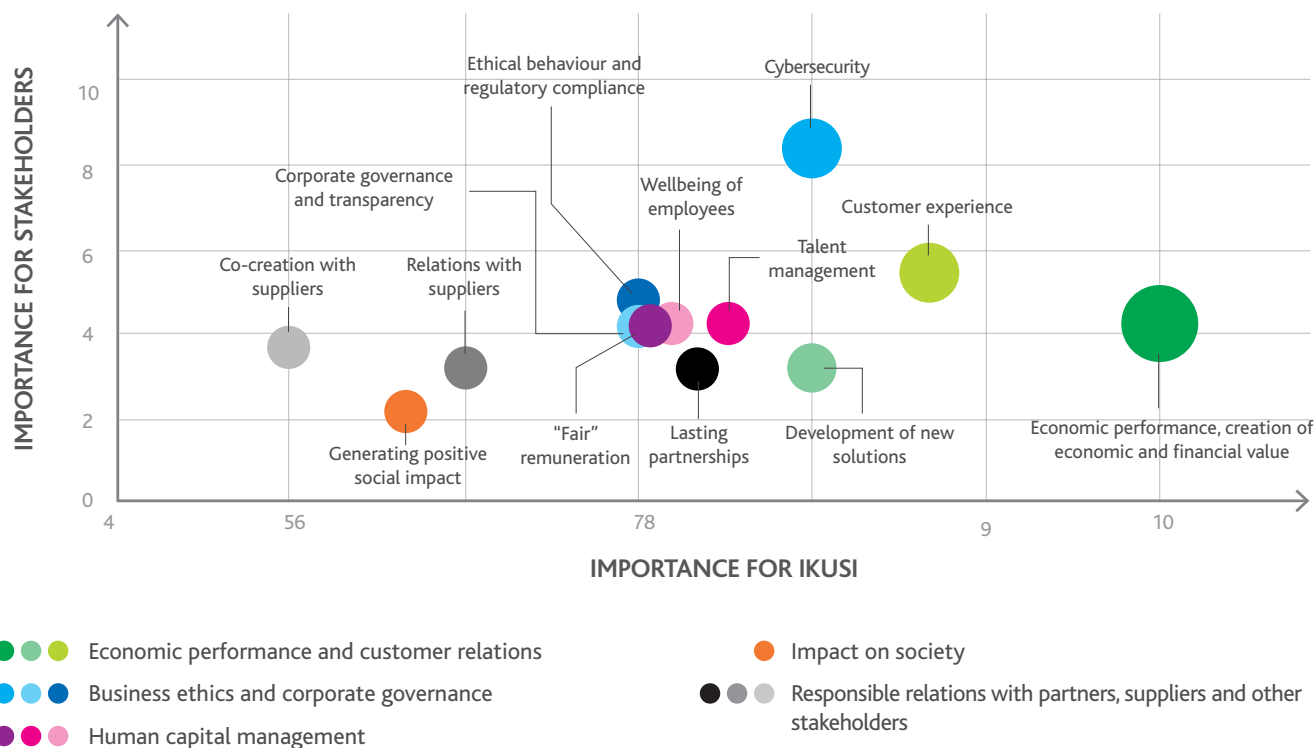 IMPORTANCE FOR STAKEHOLDERS
10
8
6
4
2
0
Ethical behaviour and
regulatory compliance
Cybersecurity
Corporate governance
and transparency
Wellbeing of
employees
Customer experience
Talent
management
Co-creation with
suppliers
Relations with
suppliers
Generating positive
social impact
"Fair"
remuneration
Lasting
partnerships
Development of new
solutions
Economic performance, creation of
economic and financial value
4
56
78
9
10
IMPORTANCE FOR IKUSI
Economic performance and customer relations
Business ethics and corporate governance
Human capital management
Impact on society
Responsible relations with partners, suppliers and other
stakeholders